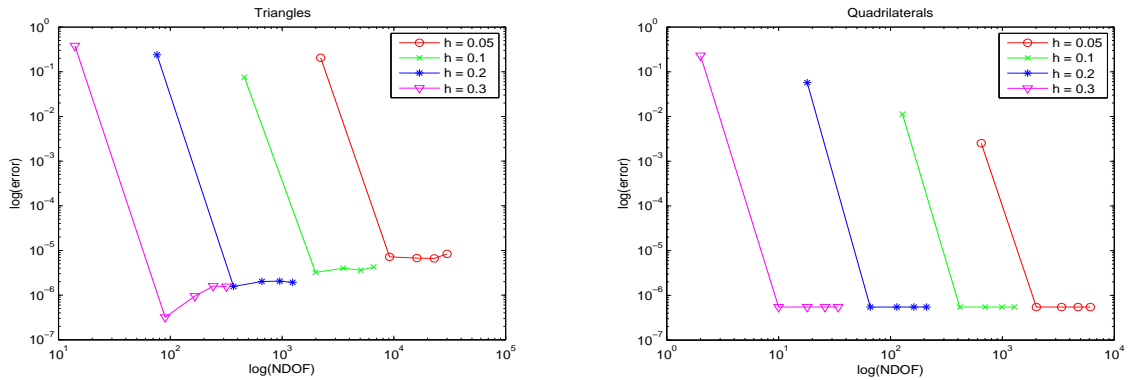 Triangles
10^0
10^-1
10^-2
10^-3
10^-4
10^-5
10^-6
10^-7
log(error)
10^1
10^2
10^3
10^4
10^5
log(NDOF)
h = 0.05
h = 0.1
h = 0.2
h = 0.3
Quadrilaterals
10^0
10^-1
10^-2
10^-3
10^-4
10^-5
10^-6
10^-7
log(error)
10^0
10^1
10^2
10^3
10^4
log(NDOF)
h = 0.05
h = 0.1
h = 0.2
h = 0.3